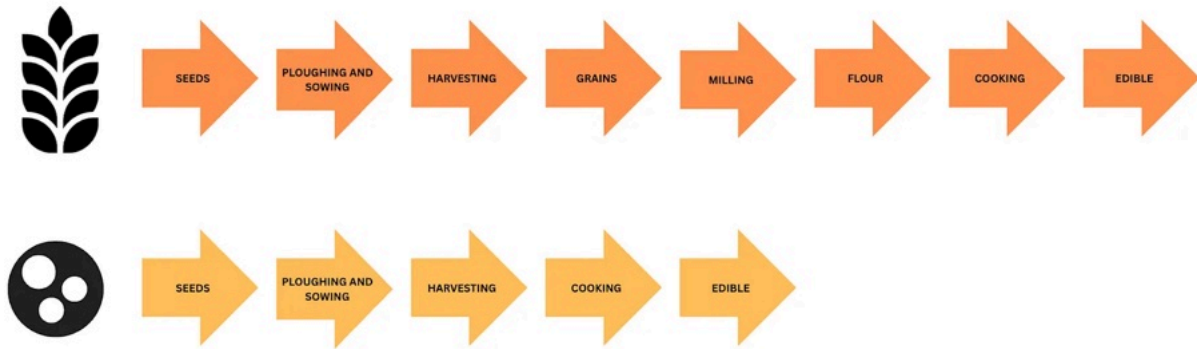 SEEDS
PLOUGHING AND
SOWING
HARVESTING
GRAINS
MILLING
FLOUR
COOKING
EDIBLE
SEEDS
PLOUGHING AND
SOWING
HARVESTING
COOKING
EDIBLE